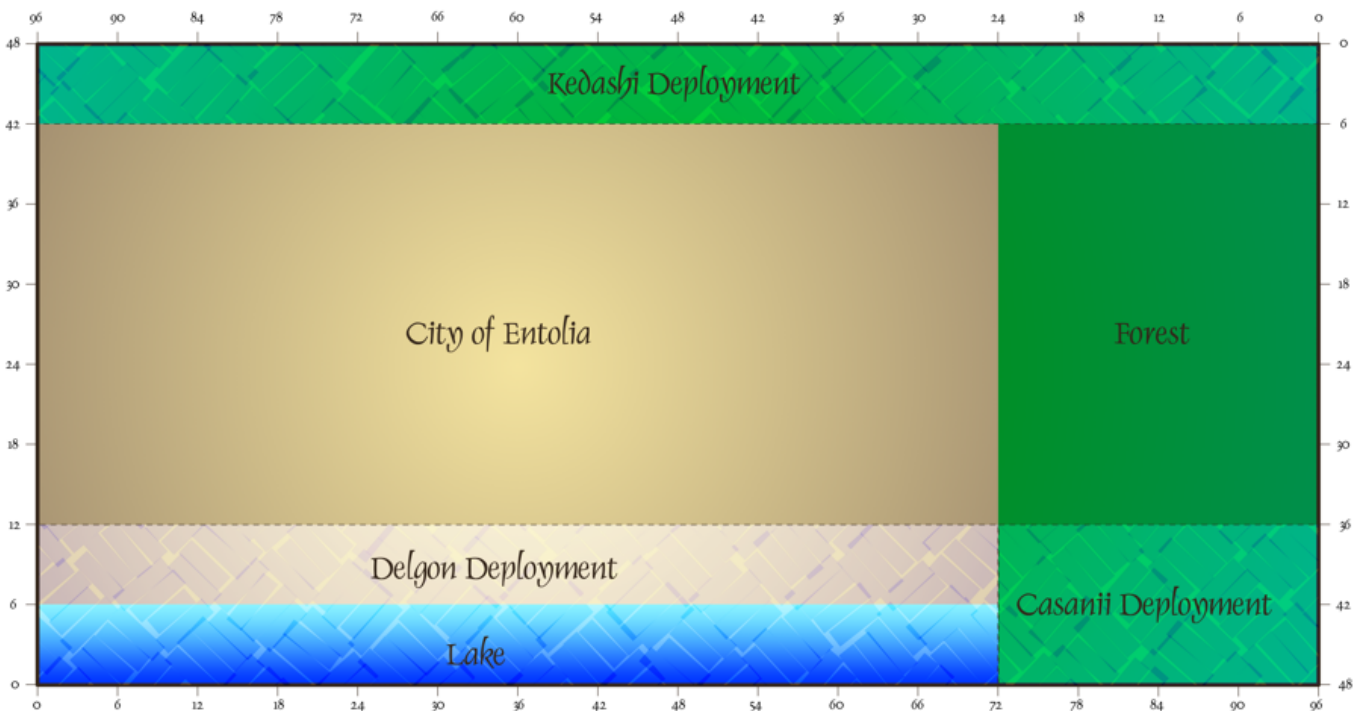 96 90 84 78 72 66 60 54 48 42 36 30 24 18 12 6 0
48 0
Kedashi Deployment
42 6
36 12
30 18
City of Entolia Forest
24 24
18 30
12 36
Delgon Deployment
6 42
Casanii Deployment
Lake
0 48
0 6 12 18 24 30 36 42 48 54 60 66 72 78 84 90 96